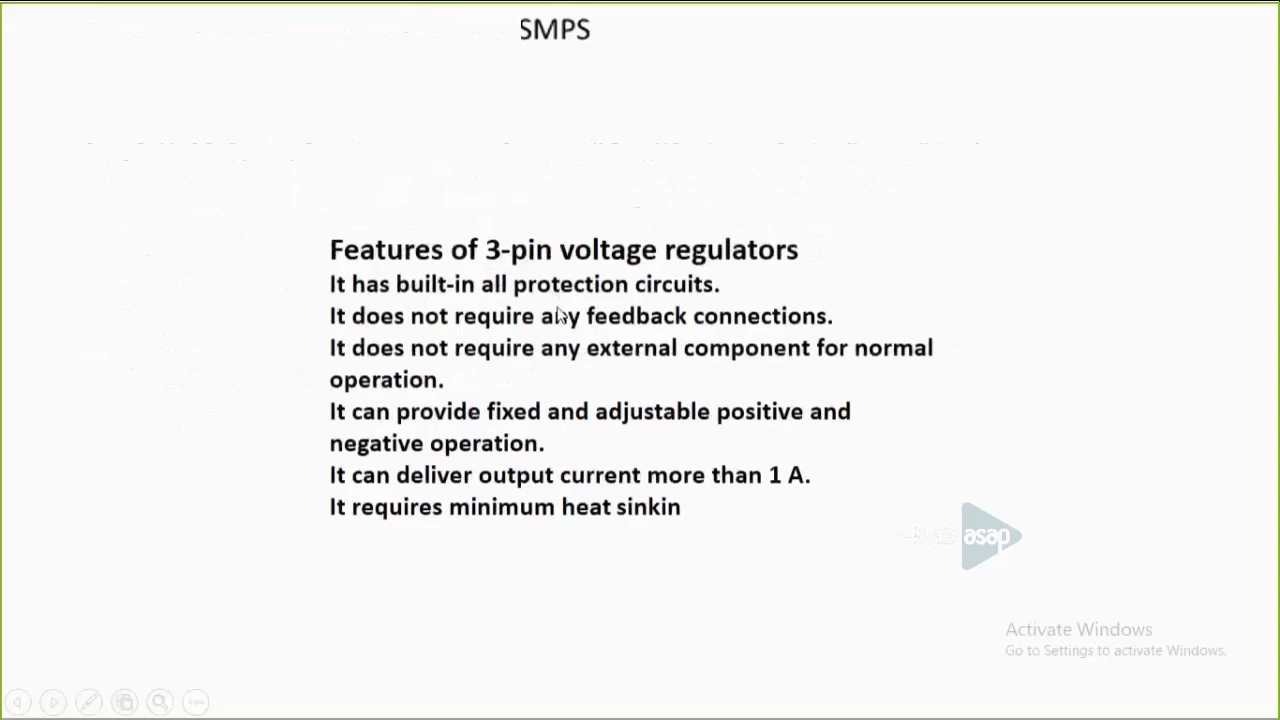 SMPS
Features of 3-pin voltage regulators
It has built-in all protection circuits.
It does not require any feedback connections.
It does not require any external component for normal
operation.
It can provide fixed and adjustable positive and
negative operation.
It can deliver output current more than 1 A.
It requires minimum heat sinkin
asap
Activate Windows
Go to Settings to activate Windows.